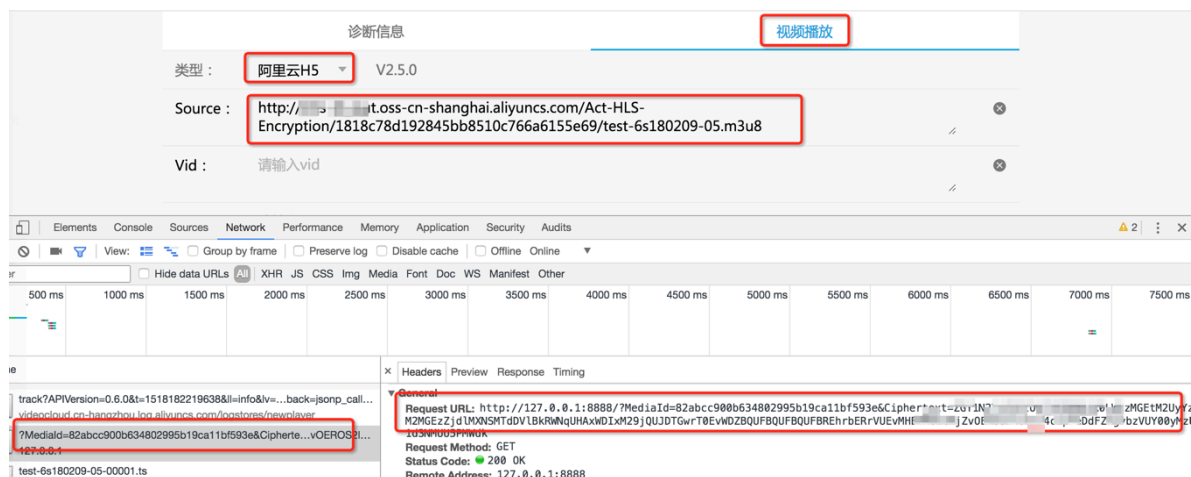 诊断信息
视频播放
类型：
阿里云H5
V2.5.0
Source：
http://
t.oss-cn-shanghai.aliyuncs.com/Act-HLS-
Encryption/1818c78d192845bb8510c766a6155e69/test-6s180209-05.m3u8
Vid：
请输入vid
Elements Console Sources Network Performance Memory Application Security Audits
2
View: Group by frame Preserve log Disable cache Offline Online
Hide data URLs All XHR JS CSS Img Media Font Doc WS Manifest Other
500 ms 1000 ms 1500 ms 2000 ms 2500 ms 3000 ms 3500 ms 4000 ms 4500 ms 5000 ms 5500 ms 6000 ms 6500 ms 7000 ms 7500 ms
Headers Preview Response Timing
track?APIVersion=0.6.0&t=1518182219638&ll=info&lv=...back=jsonp_call...
videocloud.cn-hangzhou.log.aliyuncs.com/logstores/newplayer
?MediaId=82abcc900b634802995b19ca11bf593e&Cipherte...vOEROS2l...
127.0.0.1
test-6s180209-05-00001.ts
General
Request URL: http://127.0.0.1:8888/?MediaId=82abcc900b634802995b19ca11bf593e&Ciphertext=
Request Method: GET
Status Code: 200 OK
Remote Address: 127.0.0.1:8888